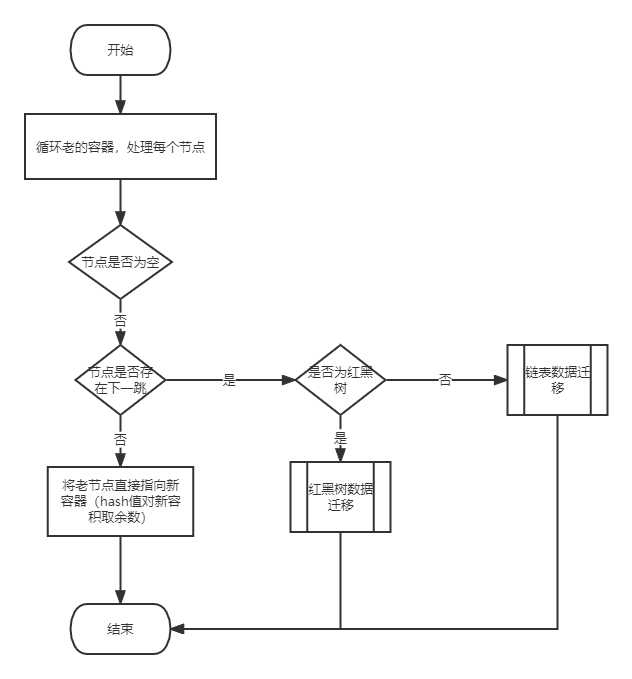 开始
循环老的容器，处理每个节点
节点是否为空
否
节点是否存
在下一跳
是
是否为红黑
树
否
链表数据迁
移
否
是
将老节点直接指向新
容器（hash值对新容
积取余数）
红黑树数据
迁移
结束